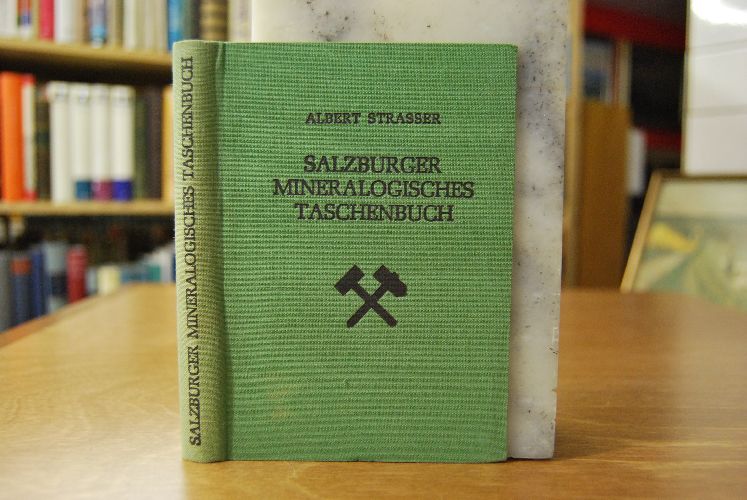 SALZBURGER MINERALOGISCHES TASCHENBUCH
ALBERT STRASSER
SALZBURGER
MINERALOGISCHES
TASCHENBUCH